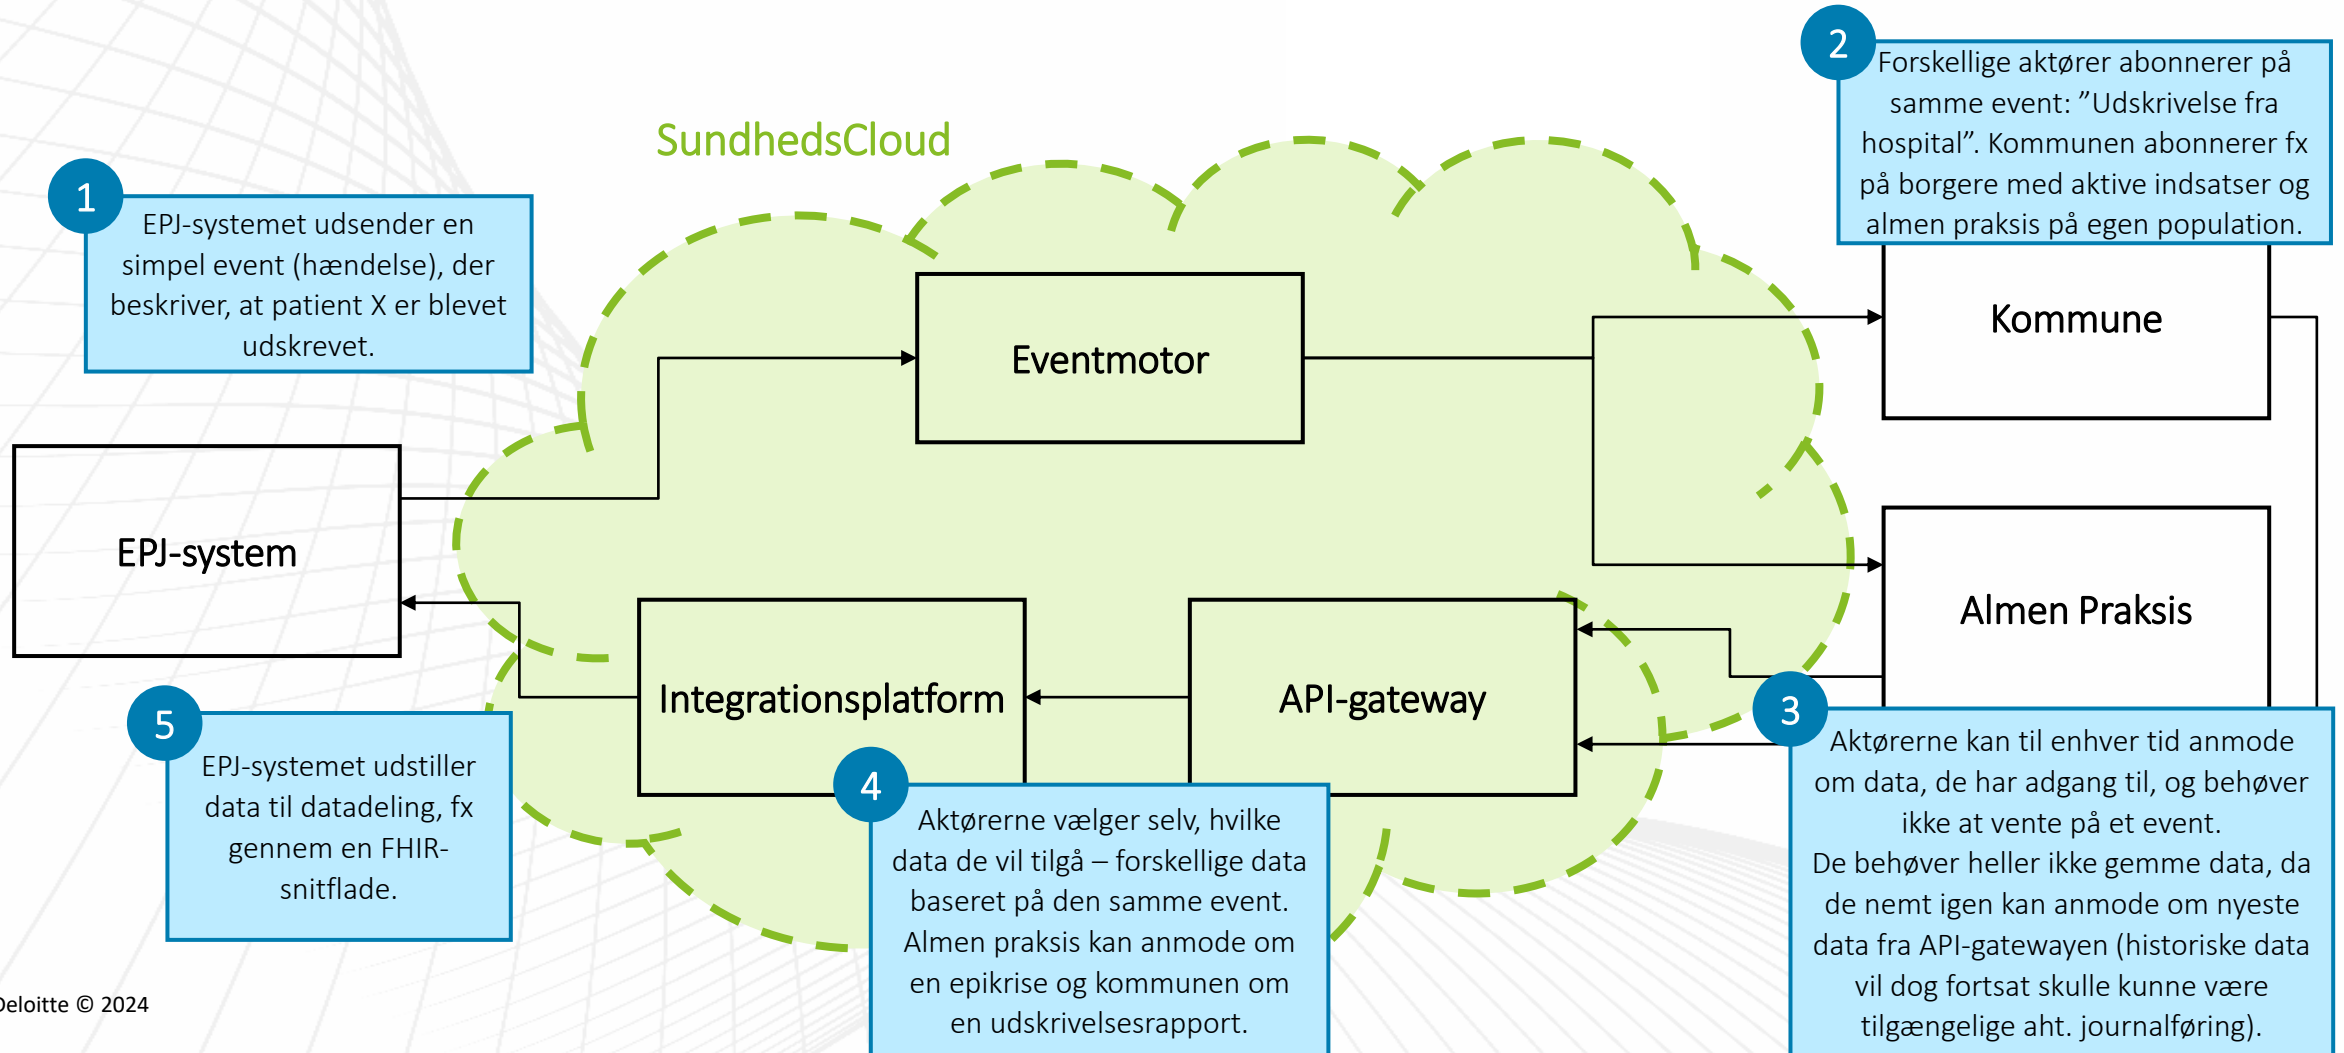 SundhedsCloud
1
EPJ-systemet udsender en
simpel event (hændelse), der
beskriver, at patient X er blevet
udskrevet.
2
Forskellige aktører abonnerer på
samme event: ”Udskrivelse fra
hospital”. Kommunen abonnerer fx
på borgere med aktive indsatser og
almen praksis på egen population.
Eventmotor
Kommune
EPJ-system
Almen Praksis
Integrationsplatform
API-gateway
3
Aktørerne kan til enhver tid anmode
om data, de har adgang til, og behøver
ikke at vente på et event.
De behøver heller ikke gemme data, da
de nemt igen kan anmode om nyeste
data fra API-gatewayen (historiske data
vil dog fortsat skulle kunne være
tilgængelige aht. journalføring).
4
Aktørerne vælger selv, hvilke
data de vil tilgå – forskellige data
baseret på den samme event.
Almen praksis kan anmode om
en epikrise og kommunen om
en udskrivelsesrapport.
5
EPJ-systemet udstiller
data til datadeling, fx
gennem en FHIR-
snitflade.
Deloitte © 2024